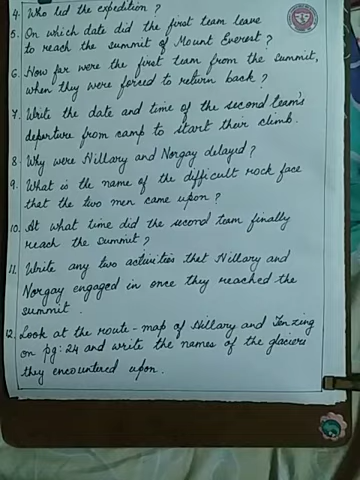 4. Who led the expedition?
5. On which date did the first team leave
to reach the summit of Mount Everest?
6. How far were the first team from the summit,
when they were forced to return back?
7. Write the date and time of the second team's
departure from camp to start their climb.
8. Why were Hillary and Norgay delayed?
9. What is the name of the difficult rock face
that the two men came upon?
10. At what time did the second team finally
reach the summit?
11. Write any two activities that Hillary and
Norgay engaged in once they reached the
summit.
12. Look at the route-map of Hillary and Tenzing
on pg: 24 and write the names of the glaciers
they encountered upon.